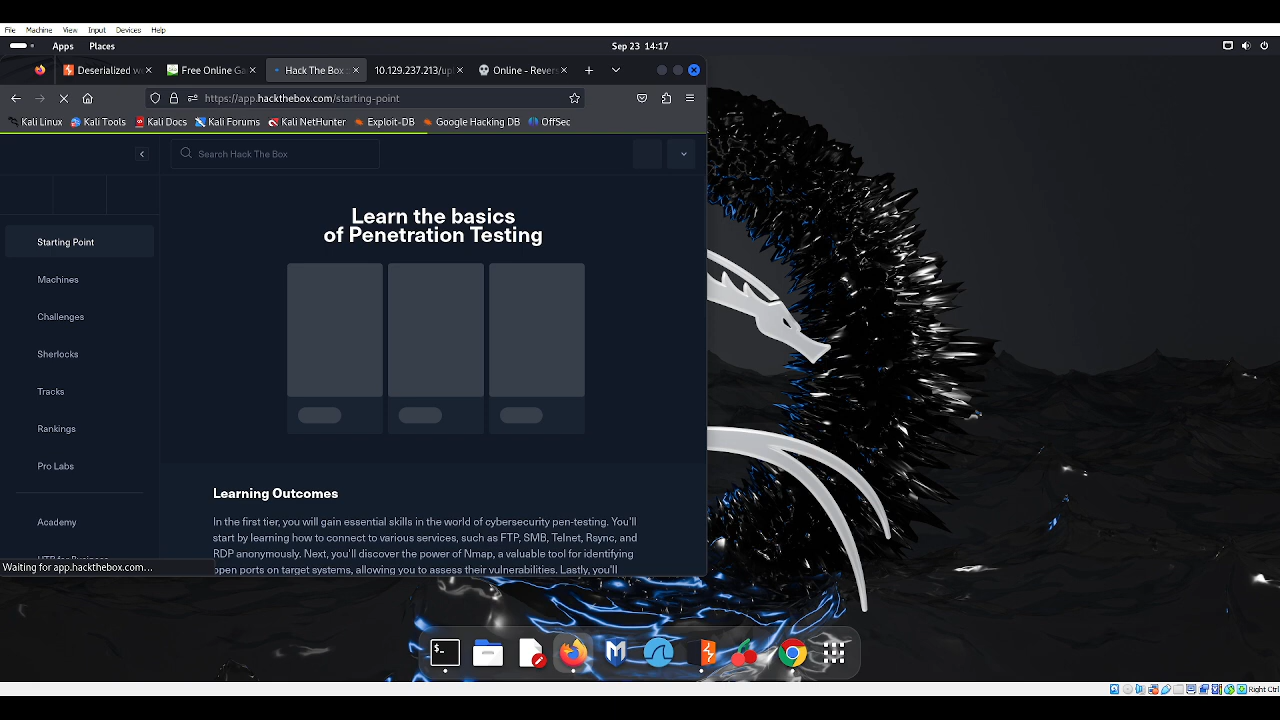 File Machine View Input Devices Help
Apps Places Sep 23 14:17
Deserialized w Free Online Ga Hack The Box 10.129.237.213/up Online - Revers
https://app.hackthebox.com/starting-point
Kali Linux Kali Tools Kali Docs Kali Forums Kali NetHunter Exploit-DB Google Hacking DB OffSec
Search Hack The Box
Learn the basics
of Penetration Testing
Starting Point
Machines
Challenges
Sherlocks
Tracks
Rankings
Pro Labs
Academy
Learning Outcomes
In the first tier, you will gain essential skills in the world of cybersecurity pen-testing. You'll
start by learning how to connect to various services, such as FTP, SMB, Telnet, Rsync, and
RDP anonymously. Next, you'll discover the power of Nmap, a valuable tool for identifying
open ports on target systems, allowing you to assess their vulnerabilities. Lastly, you'll
Waiting for app.hackthebox.com...
$_
Right Ctrl